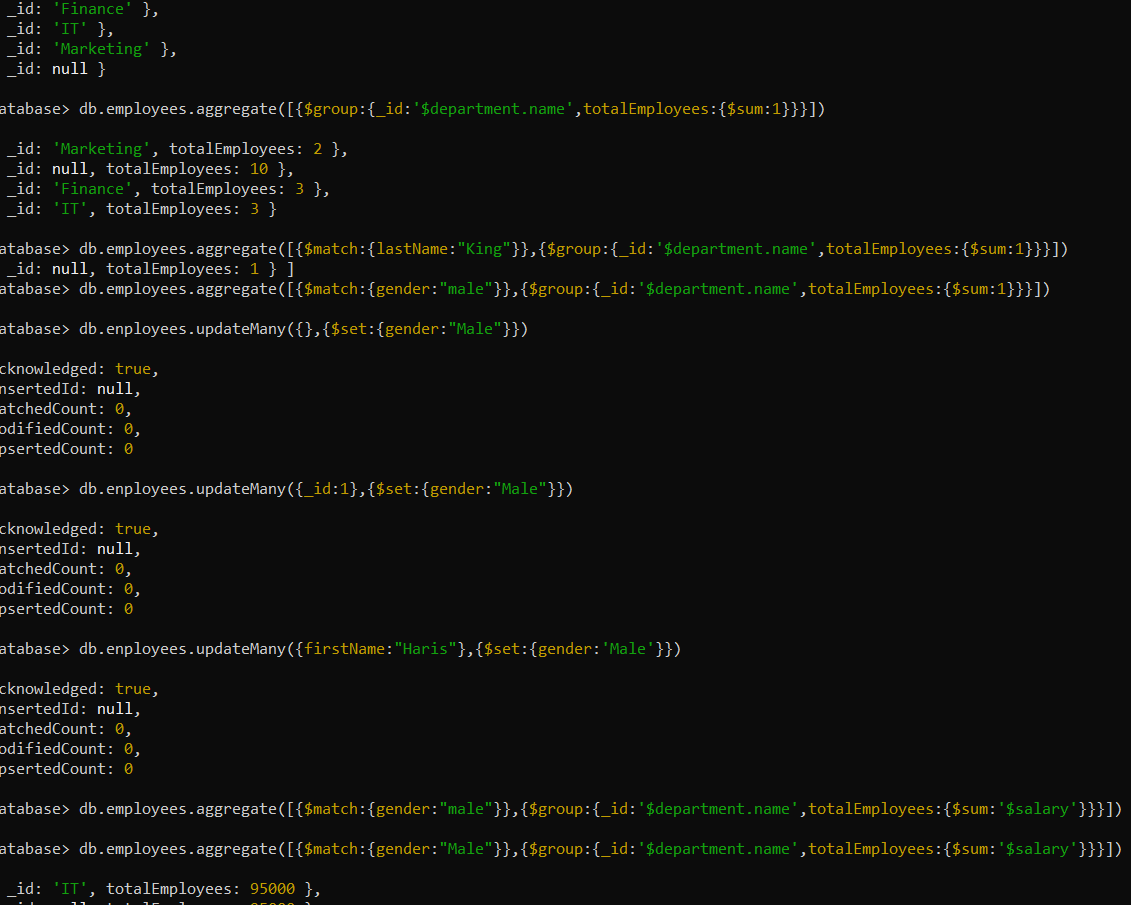 _id: 'Finance' },
_id: 'IT' },
_id: 'Marketing' },
_id: null }
atabase> db.employees.aggregate([{$group:{_id:'$department.name',totalEmployees:{$sum:1}}}])
_id: 'Marketing', totalEmployees: 2 },
_id: null, totalEmployees: 10 },
_id: 'Finance', totalEmployees: 3 },
_id: 'IT', totalEmployees: 3 }
atabase> db.employees.aggregate([{$match:{lastName:"King"}},{$group:{_id:'$department.name',totalEmployees:{$sum:1}}}])
_id: null, totalEmployees: 1 } ]
atabase> db.employees.aggregate([{$match:{gender:"male"}},{$group:{_id:'$department.name',totalEmployees:{$sum:1}}}])
atabase> db.enployees.updateMany({},{$set:{gender:"Male"}})
cknowledged: true,
nsertedId: null,
atchedCount: 0,
odifiedCount: 0,
psertedCount: 0
atabase> db.enployees.updateMany({_id:1},{$set:{gender:"Male"}})
cknowledged: true,
nsertedId: null,
atchedCount: 0,
odifiedCount: 0,
psertedCount: 0
atabase> db.enployees.updateMany({firstName:"Haris"},{$set:{gender:'Male'}})
cknowledged: true,
nsertedId: null,
atchedCount: 0,
odifiedCount: 0,
psertedCount: 0
atabase> db.employees.aggregate([{$match:{gender:"male"}},{$group:{_id:'$department.name',totalEmployees:{$sum:'$salary'}}}])
atabase> db.employees.aggregate([{$match:{gender:"Male"}},{$group:{_id:'$department.name',totalEmployees:{$sum:'$salary'}}}])
_id: 'IT', totalEmployees: 95000 },